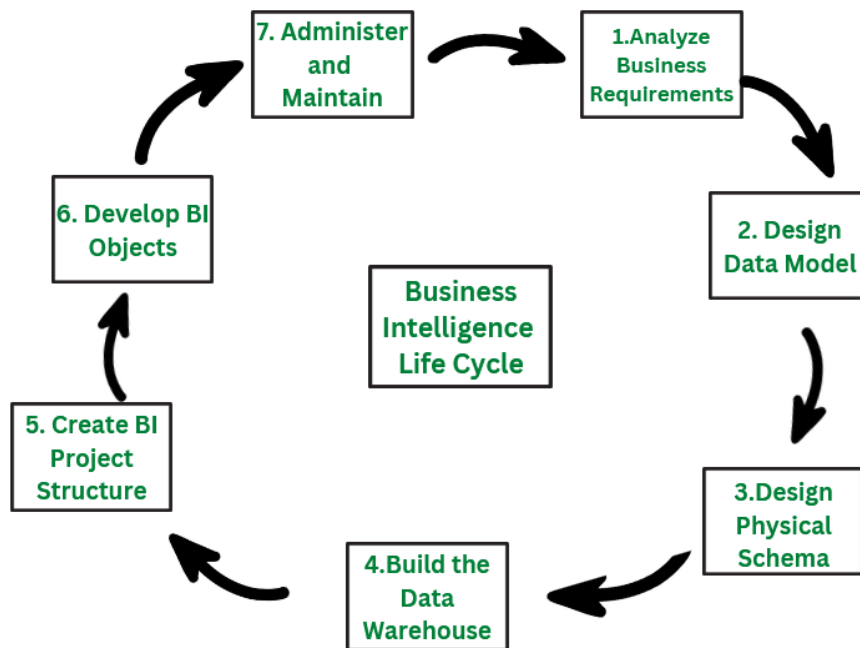 7. Administer
and
Maintain
1.Analyze
Business
Requirements
2. Design
Data Model
3.Design
Physical
Schema
4.Build the
Data
Warehouse
5. Create BI
Project
Structure
6. Develop BI
Objects
Business
Intelligence
Life Cycle